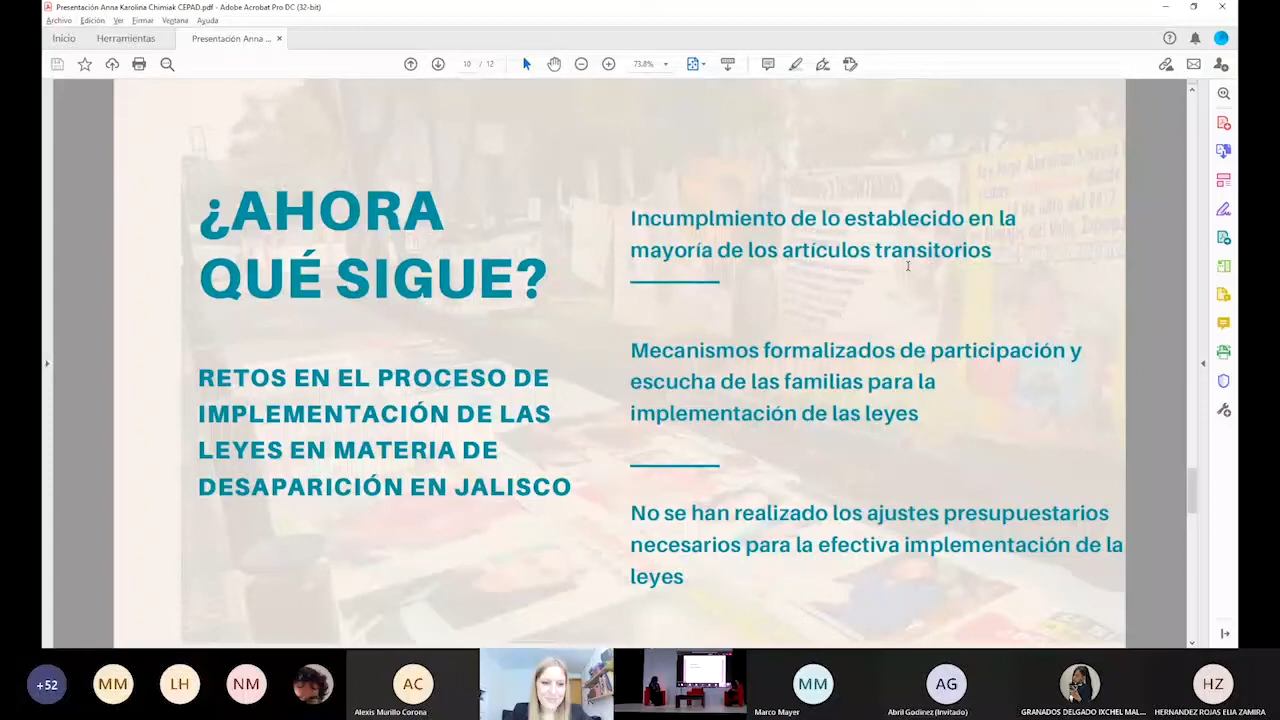 Presentación Anna Karolina Chimiak CEPAD.pdf - Adobe Acrobat Pro DC (32-bit)
Archivo Edición Ver Firmar Ventana Ayuda
Inicio Herramientas Presentación Anna ... ×
10 / 12 73.8%
¿AHORA
QUÉ SIGUE?
RETOS EN EL PROCESO DE
IMPLEMENTACIÓN DE LAS
LEYES EN MATERIA DE
DESAPARICIÓN EN JALISCO
Incumplmiento de lo establecido en la
mayoría de los artículos transitorios
Mecanismos formalizados de participación y
escucha de las familias para la
implementación de las leyes
No se han realizado los ajustes presupuestarios
necesarios para la efectiva implementación de la
leyes
+52 MM LH NM AC MM AG HZ
Alexis Murillo Corona
Marco Mayer
Abril Godinez (Invitado)
GRANADOS DELGADO IXCHEL MAL...
HERNANDEZ ROJAS ELIA ZAMIRA